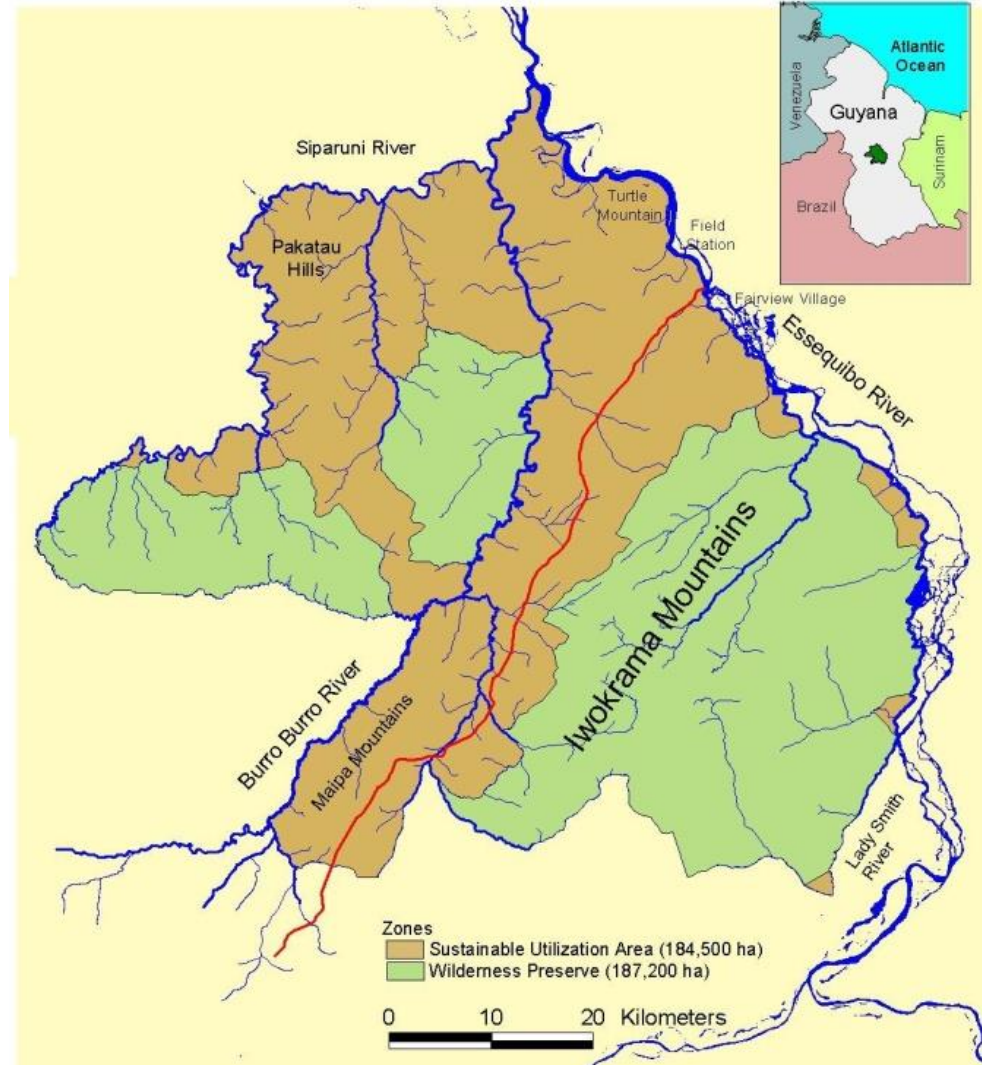 Atlantic
Ocean
Venezuela
Guyana
Surinam
Brazil
Siparuni River
Turtle
Mountain
Field
Station
Pakatau
Hills
Fairview Village
Essequibo River
Iwokrama Mountains
Burro Burro River
Maipa Mountains
Lady Smith
River
Zones
Sustainable Utilization Area (184,500 ha)
Wilderness Preserve (187,200 ha)
0 10 20 Kilometers